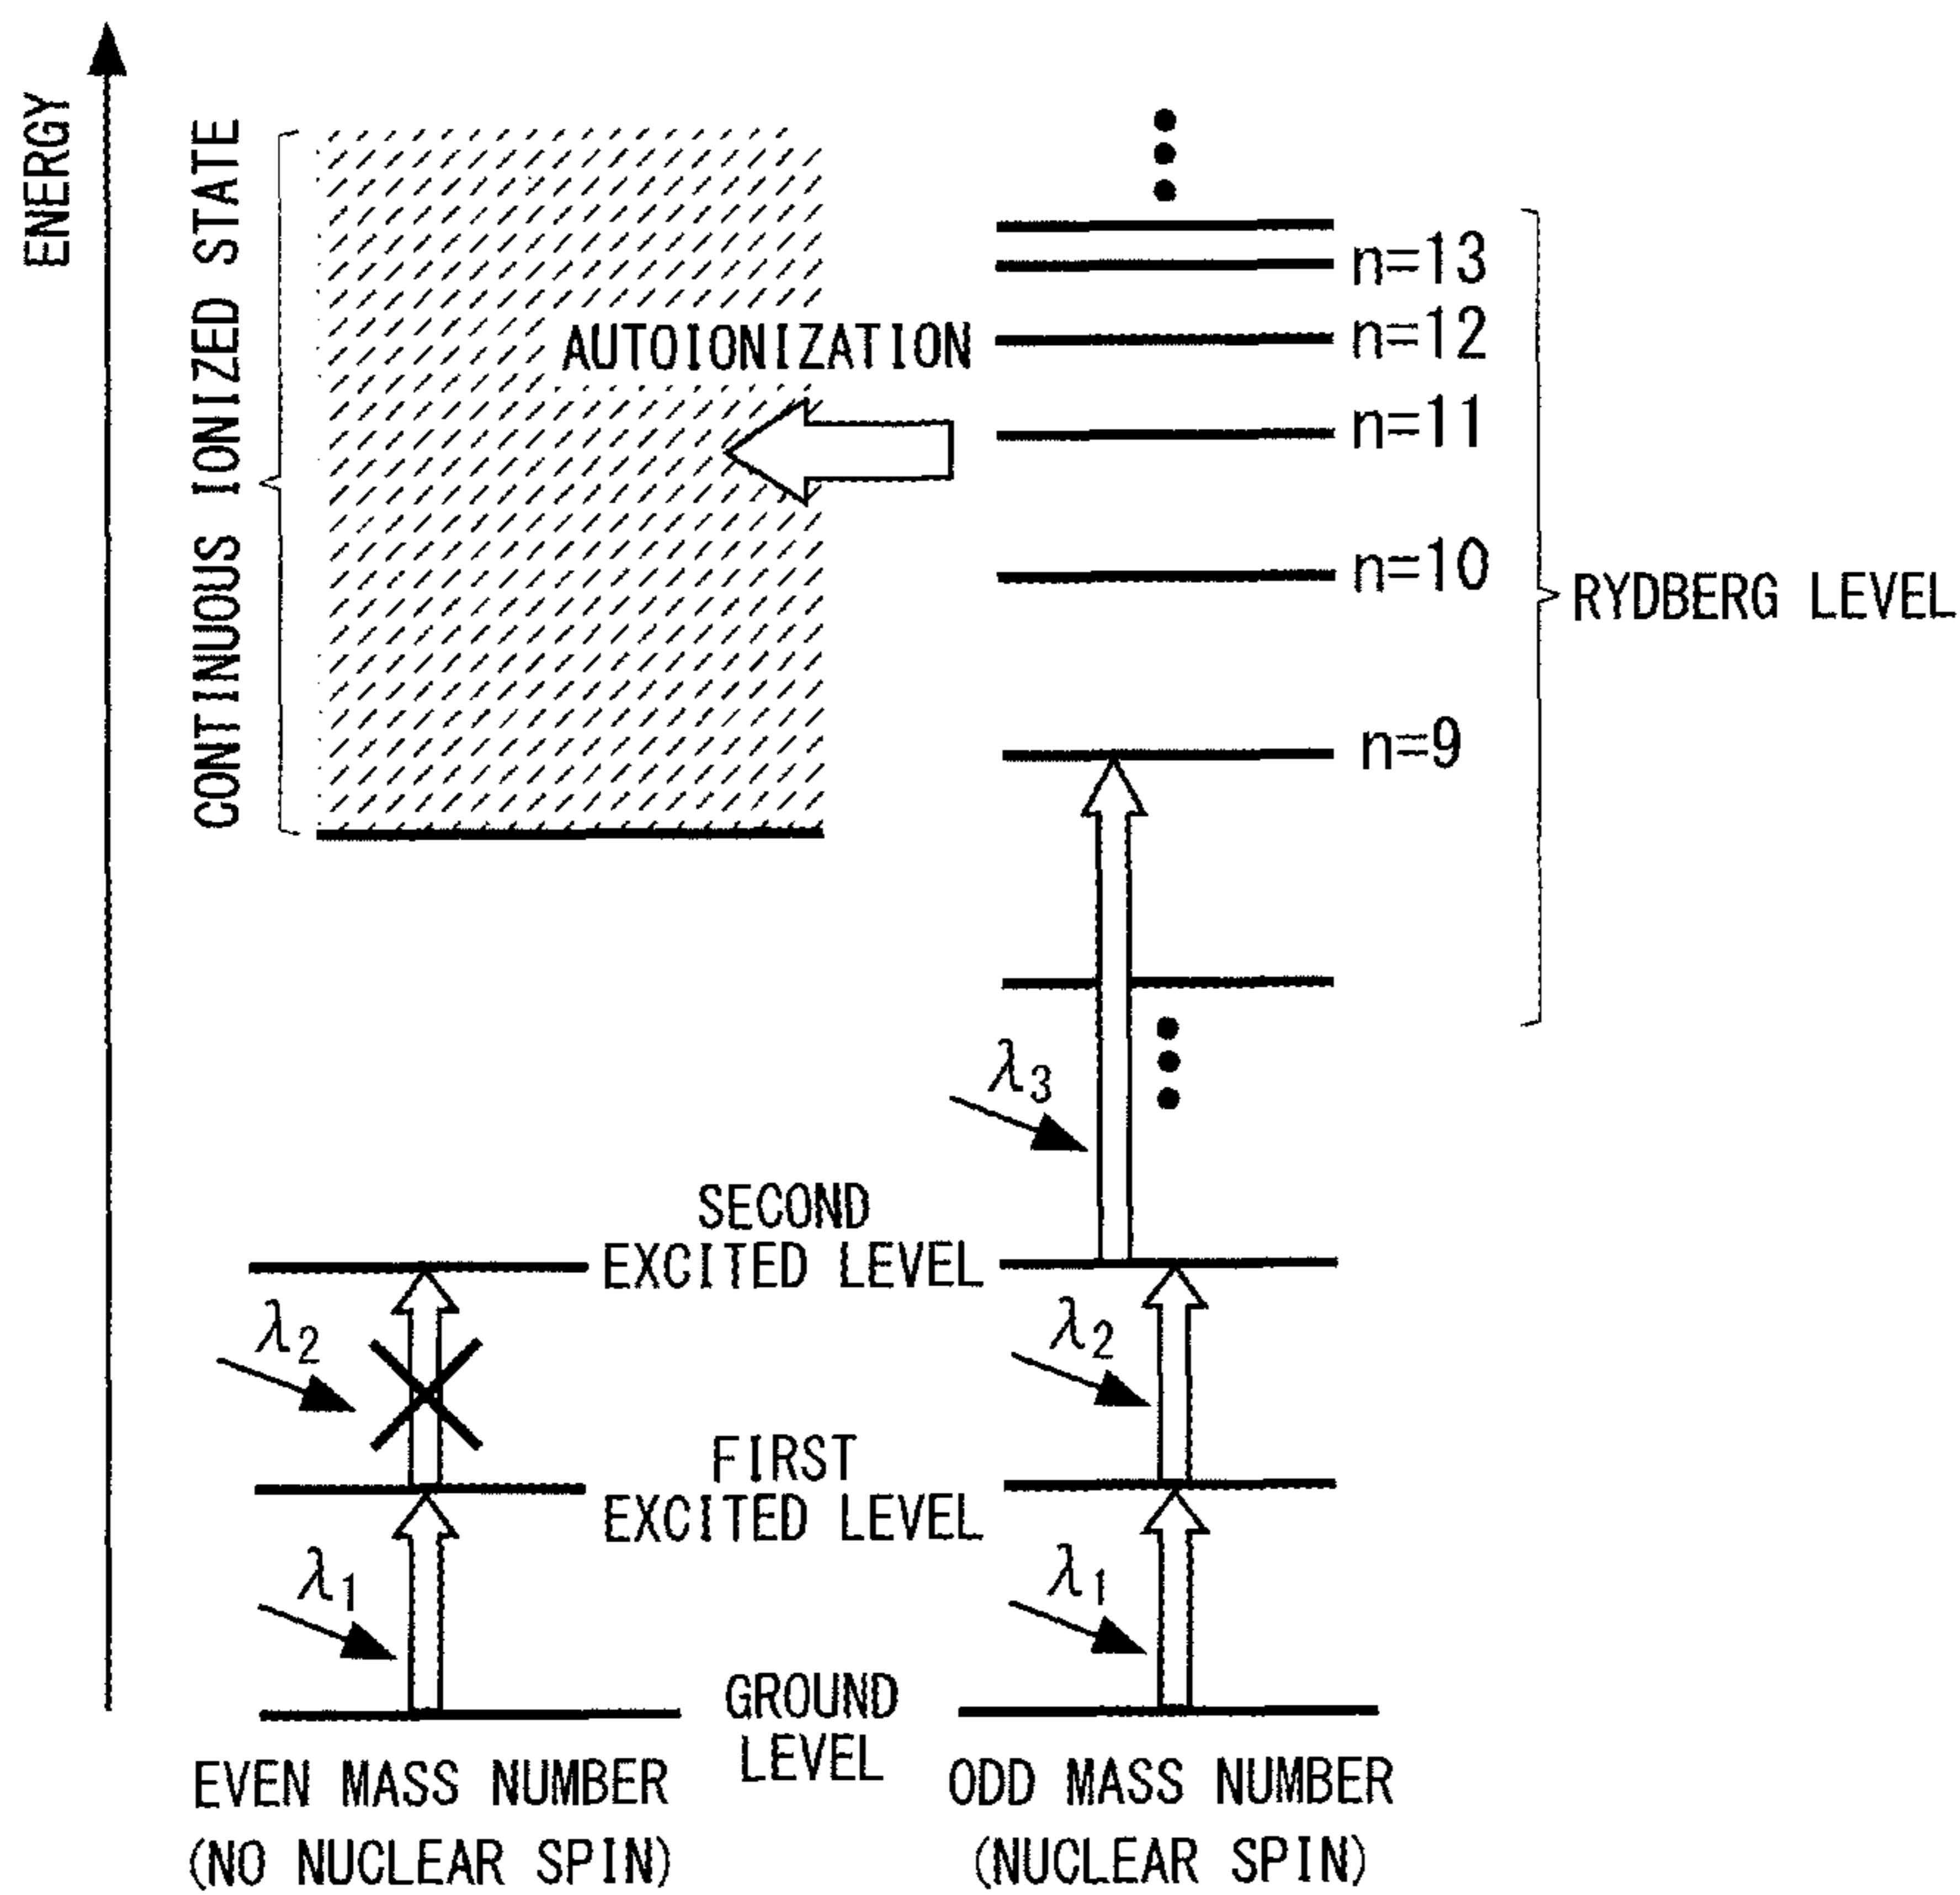 ENERGY
CONTINUOUS IONIZED STATE
AUTOIONIZATION
n=13
n=12
n=11
n=10
n=9
RYDBERG LEVEL
λ3
SECOND
EXCITED LEVEL
λ2
λ2
FIRST
EXCITED LEVEL
λ1
λ1
GROUND
LEVEL
EVEN MASS NUMBER
(NO NUCLEAR SPIN)
ODD MASS NUMBER
(NUCLEAR SPIN)